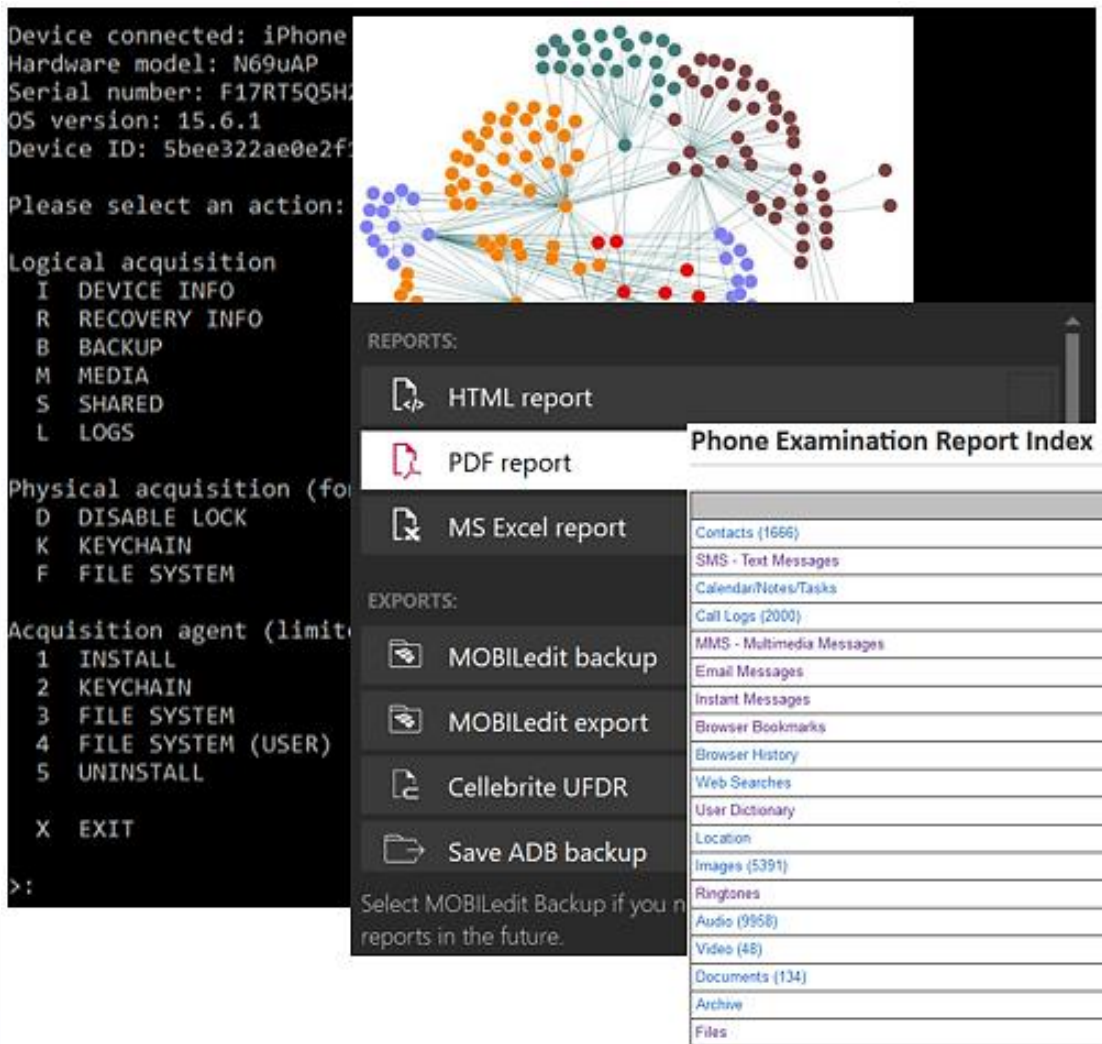 Device connected: iPhone
Hardware model: N69uAP
Serial number: F17RT5Q5H
OS version: 15.6.1
Device ID: 5bee322ae0e2f
Please select an action:
Logical acquisition
I DEVICE INFO
R RECOVERY INFO
B BACKUP
M MEDIA
S SHARED
L LOGS
Physical acquisition (fo
D DISABLE LOCK
K KEYCHAIN
F FILE SYSTEM
Acquisition agent (limit
1 INSTALL
2 KEYCHAIN
3 FILE SYSTEM
4 FILE SYSTEM (USER)
5 UNINSTALL
X EXIT
>:
REPORTS:
HTML report
PDF report
MS Excel report
EXPORTS:
MOBILedit backup
MOBILedit export
Cellebrite UFDR
Save ADB backup
Select MOBILedit Backup if you n
reports in the future.
Phone Examination Report Index
Contacts (1666)
SMS - Text Messages
Calendar/Notes/Tasks
Call Logs (2000)
MMS - Multimedia Messages
Email Messages
Instant Messages
Browser Bookmarks
Browser History
Web Searches
User Dictionary
Location
Images (5391)
Ringtones
Audio (9958)
Video (48)
Documents (134)
Archive
Files